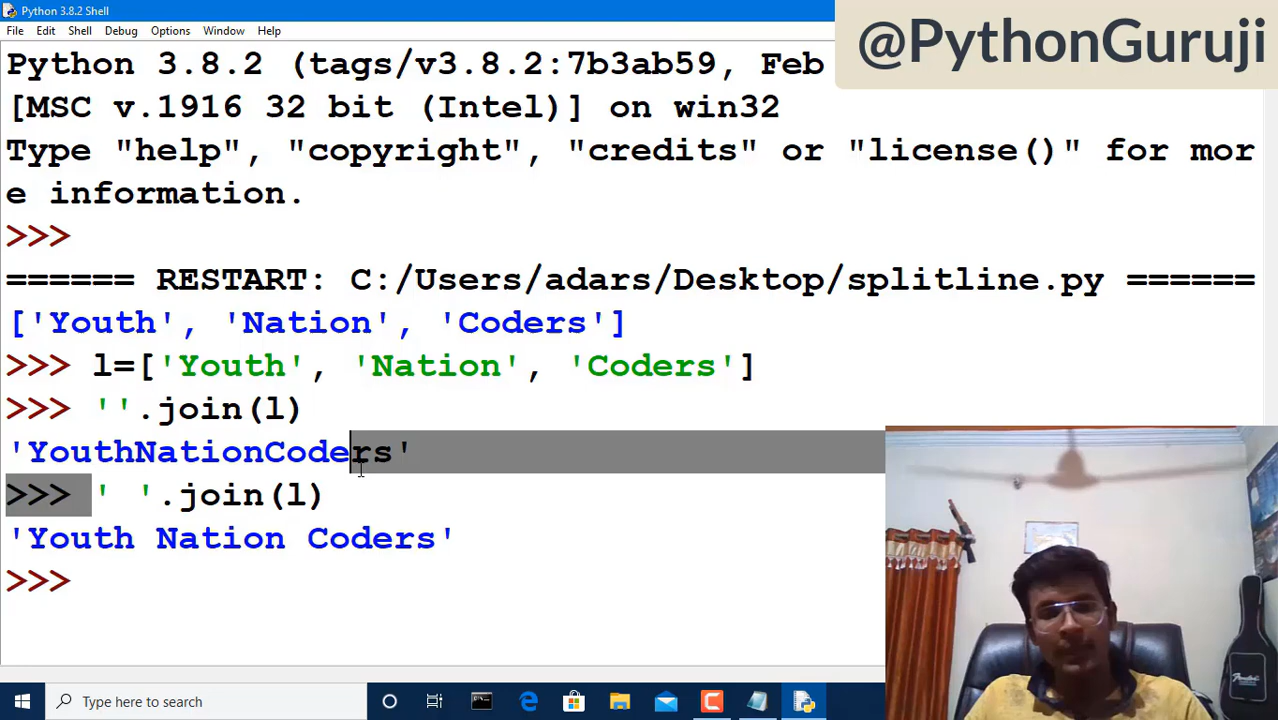 Python 3.8.2 Shell
@PythonGuruji
File Edit Shell Debug Options Window Help
Python 3.8.2 (tags/v3.8.2:7b3ab59, Feb
[MSC v.1916 32 bit (Intel)] on win32
Type "help", "copyright", "credits" or "license()" for mor
e information.
>>>
====== RESTART: C:/Users/adars/Desktop/splitline.py ======
['Youth', 'Nation', 'Coders']
>>> l=['Youth', 'Nation', 'Coders']
>>> ''.join(l)
'YouthNationCoders'
>>> ' '.join(l)
'Youth Nation Coders'
>>>
Type here to search